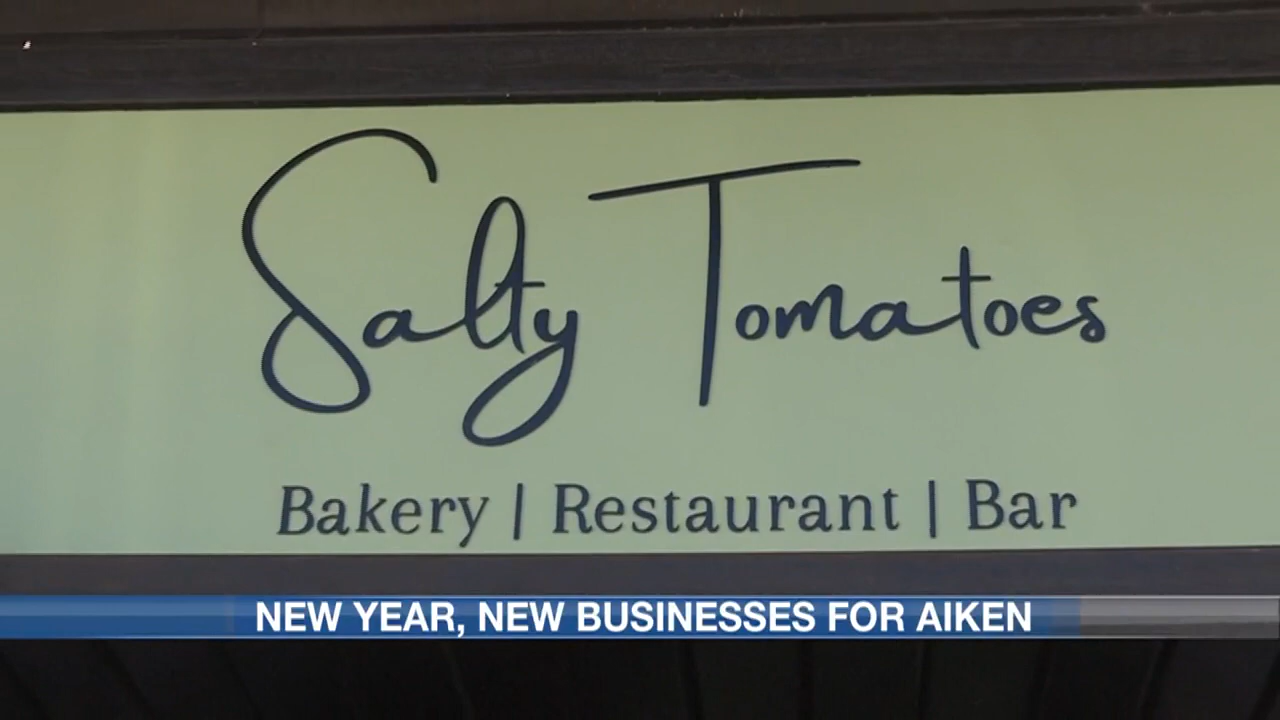 Salty Tomatoes
Bakery | Restaurant | Bar
NEW YEAR, NEW BUSINESSES FOR AIKEN